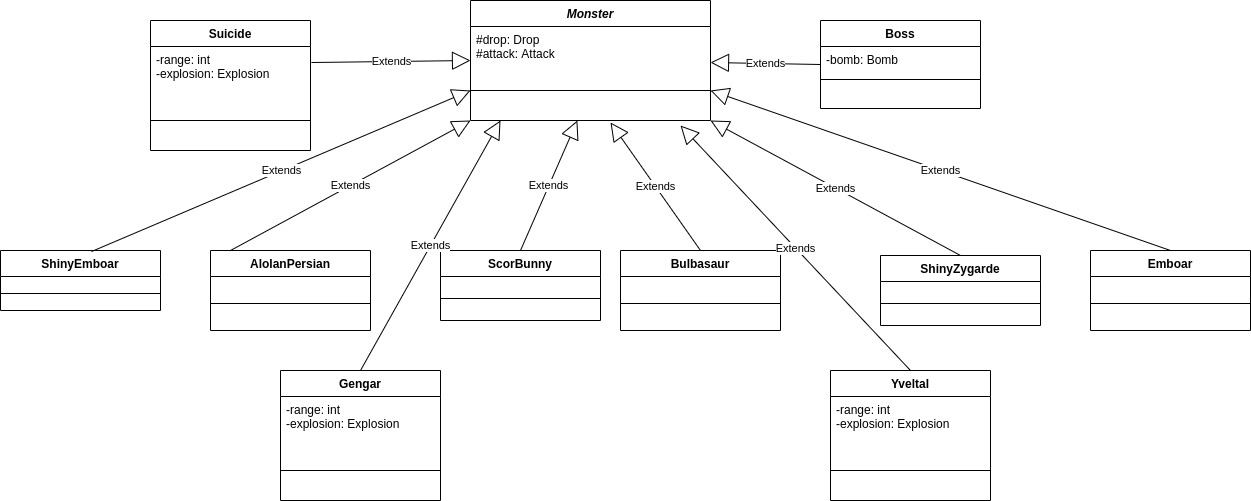 Monster
#drop: Drop
#attack: Attack
Suicide
-range: int
-explosion: Explosion
Boss
-bomb: Bomb
Extends
Extends
Extends
Extends
Extends
Extends
Extends
Extends
Extends
Extends
Extends
ShinyEmboar
AlolanPersian
ScorBunny
Bulbasaur
ShinyZygarde
Emboar
Gengar
-range: int
-explosion: Explosion
Yveltal
-range: int
-explosion: Explosion